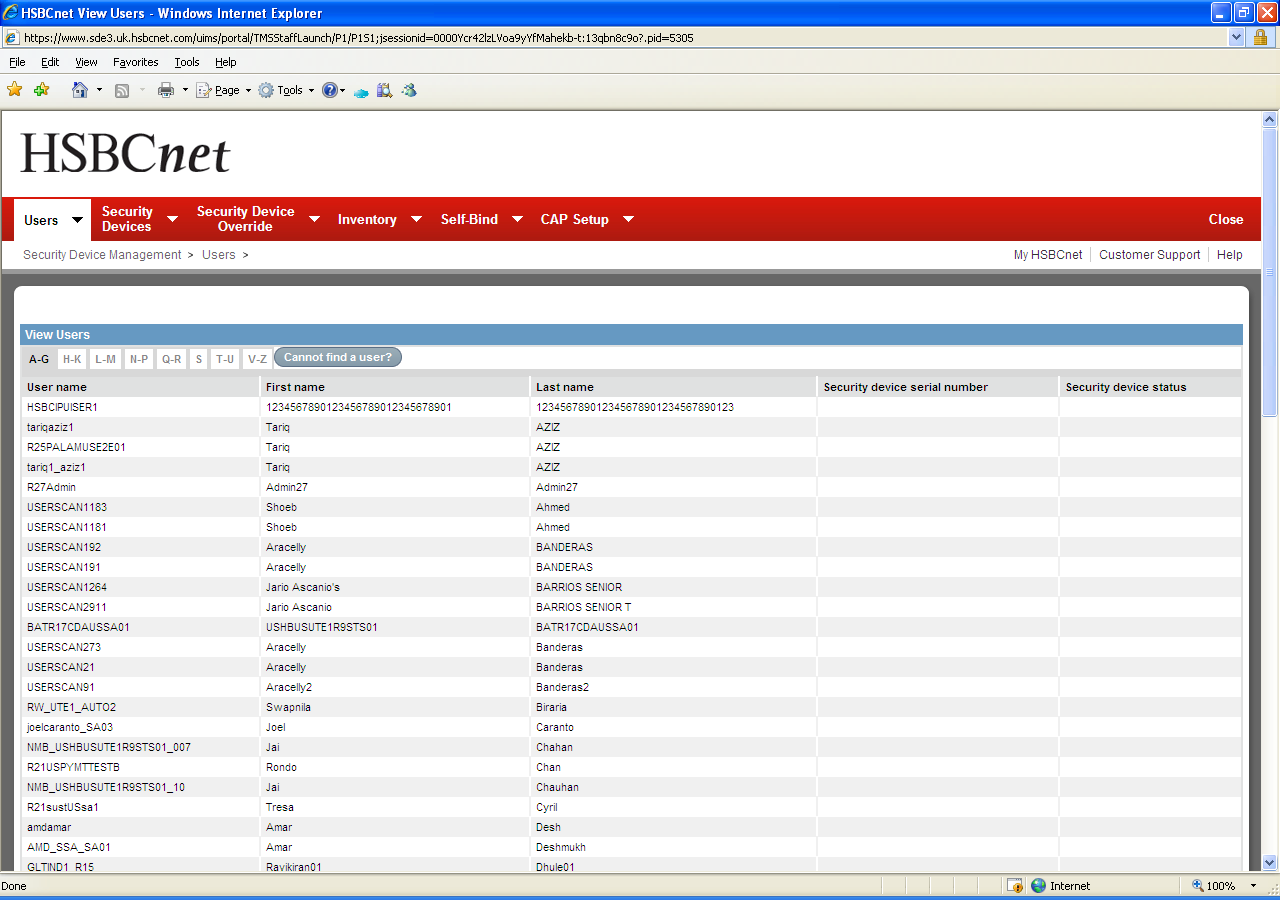 HSBCnet View Users - Windows Internet Explorer
https://www.sde3.uk.hsbcnet.com/uims/portal/TMSStaffLaunch/P1/P1S1;jsessionid=0000Ycr42lzLVoa9yYfMahekb-t:13qbn8c9o?.pid=5305
File Edit View Favorites Tools Help
Page Tools
HSBCnet
Users Security Devices Security Device Override Inventory Self-Bind CAP Setup Close
Security Device Management > Users > My HSBCnet Customer Support Help
View Users
A-G H-K L-M N-P Q-R S T-U V-Z Cannot find a user?
User name First name Last name Security device serial number Security device status
HSBCIPUISER1 1234567890123456789012345678901 123456789012345678901234567890123
tariqaziz1 Tariq AZIZ
R25PALAMUSE2E01 Tariq AZIZ
tariq1_aziz1 Tariq AZIZ
R27Admin Admin27 Admin27
USERSCAN1183 Shoeb Ahmed
USERSCAN1181 Shoeb Ahmed
USERSCAN192 Aracelly BANDERAS
USERSCAN191 Aracelly BANDERAS
USERSCAN1264 Jario Ascanio's BARRIOS SENIOR
USERSCAN2911 Jario Ascanio BARRIOS SENIOR T
BATR17CDAUSSA01 USHBUSUTE1R9STS01 BATR17CDAUSSA01
USERSCAN273 Aracelly Banderas
USERSCAN21 Aracelly Banderas
USERSCAN91 Aracelly2 Banderas2
RW_UTE1_AUTO2 Swapnila Biraria
joelcaranto_SA03 Joel Caranto
NMB_USHBUSUTE1R9STS01_007 Jai Chahan
R21USPYMTTESTB Rondo Chan
NMB_USHBUSUTE1R9STS01_10 Jai Chauhan
R21sustUSsa1 Tresa Cyril
amdamar Amar Desh
AMD_SSA_SA01 Amar Deshmukh
GLTIND1_R15 Ravikiran01 Dhule01
Done Internet 100%